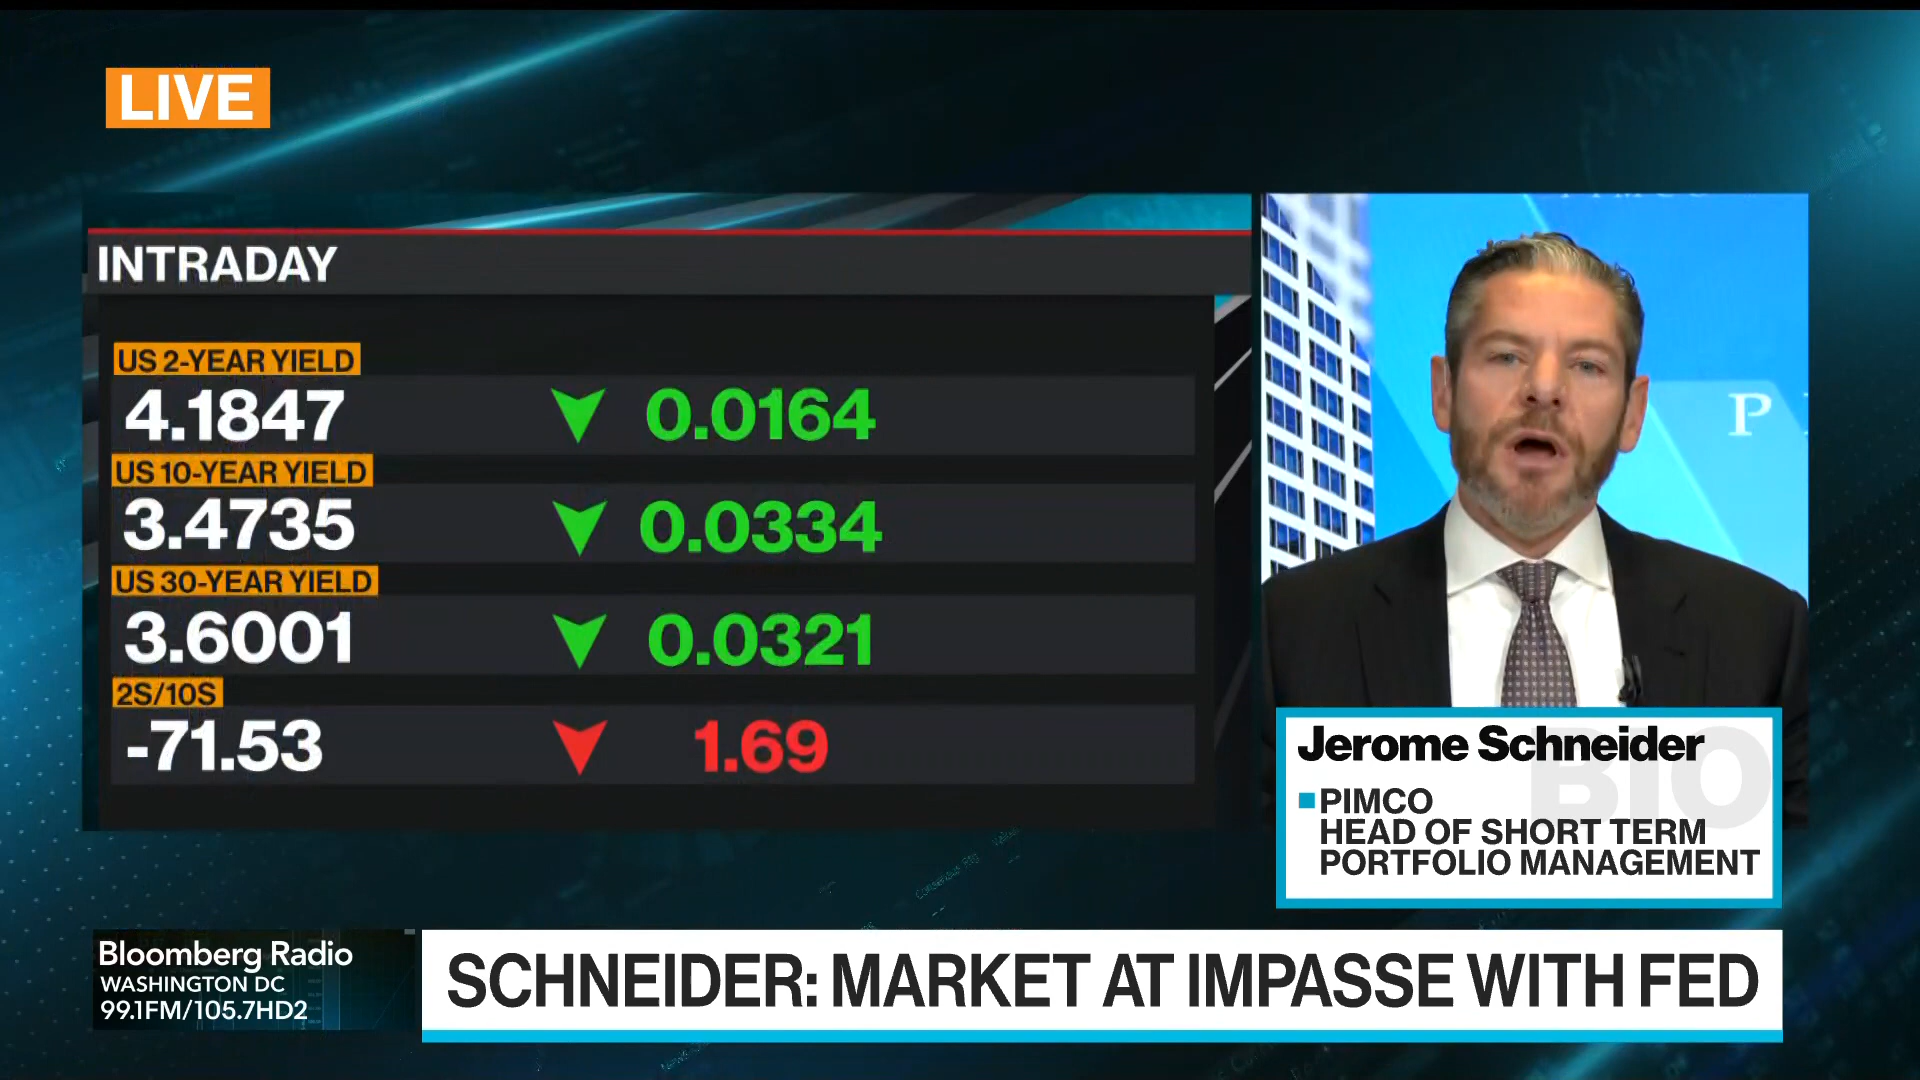 LIVE
INTRADAY
US 2-YEAR YIELD
4.1847 0.0164
US 10-YEAR YIELD
3.4735 0.0334
US 30-YEAR YIELD
3.6001 0.0321
2S/10S
-71.53 1.69
P
BIO
Jerome Schneider
PIMCO
HEAD OF SHORT TERM
PORTFOLIO MANAGEMENT
Bloomberg Radio
WASHINGTON DC
99.1FM/105.7HD2
SCHNEIDER: MARKET AT IMPASSE WITH FED